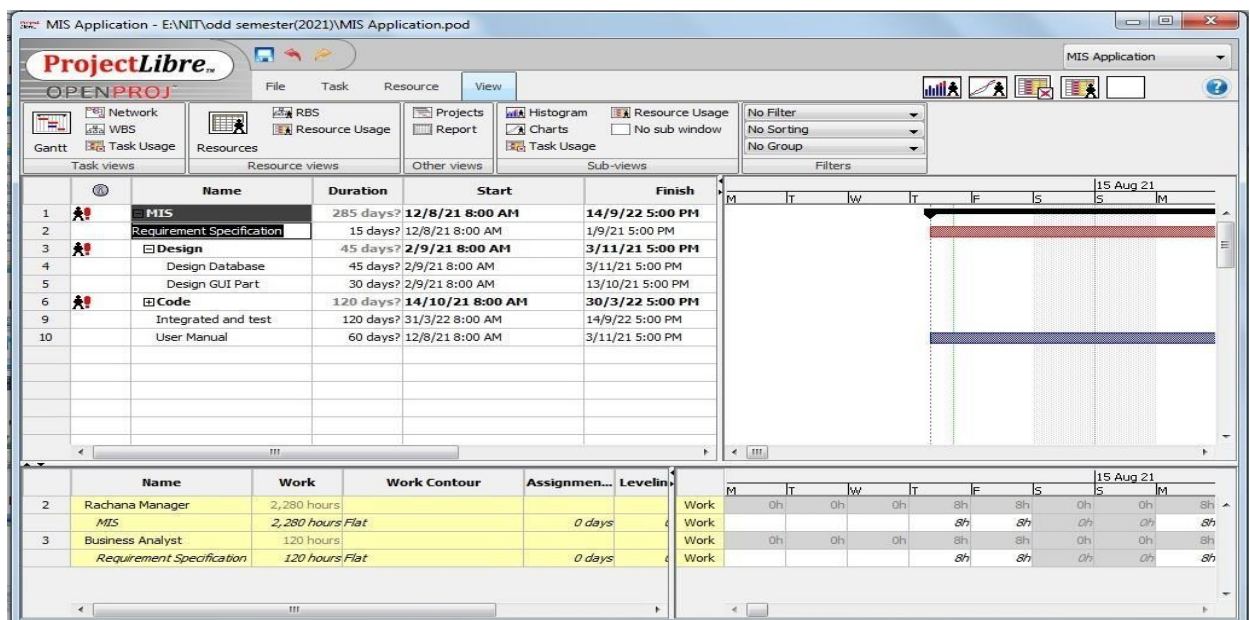 MIS Application - E:\NIT\odd semester(2021)\MIS Application.pod
ProjectLibre™
OPENPROJ
MIS Application
File Task Resource View
Network
WBS
Task Usage
Gantt
Task views
RBS
Resource Usage
Resources
Resource views
Projects
Report
Other views
Histogram
Charts
Task Usage
Resource Usage
No sub window
Sub-views
No Filter
No Sorting
No Group
Filters
Name Duration Start Finish
1 MIS 285 days? 12/8/21 8:00 AM 14/9/22 5:00 PM
2 Requirement Specification 15 days? 12/8/21 8:00 AM 1/9/21 5:00 PM
3 Design 45 days? 2/9/21 8:00 AM 3/11/21 5:00 PM
4 Design Database 45 days? 2/9/21 8:00 AM 3/11/21 5:00 PM
5 Design GUI Part 30 days? 2/9/21 8:00 AM 13/10/21 5:00 PM
6 Code 120 days? 14/10/21 8:00 AM 30/3/22 5:00 PM
9 Integrated and test 120 days? 31/3/22 8:00 AM 14/9/22 5:00 PM
10 User Manual 60 days? 12/8/21 8:00 AM 3/11/21 5:00 PM
15 Aug 21
M T W T F S S M
Name Work Work Contour Assignmen... Levelin
15 Aug 21
M T W T F S S M
2 Rachana Manager 2,280 hours Work 0h 0h 0h 8h 8h 0h 0h 8h
MIS 2,280 hours Flat 0 days Work 8h 8h 0h 0h 8h
3 Business Analyst 120 hours Work 0h 0h 0h 8h 8h 0h 0h 8h
Requirement Specification 120 hours Flat 0 days Work 8h 8h 0h 0h 8h